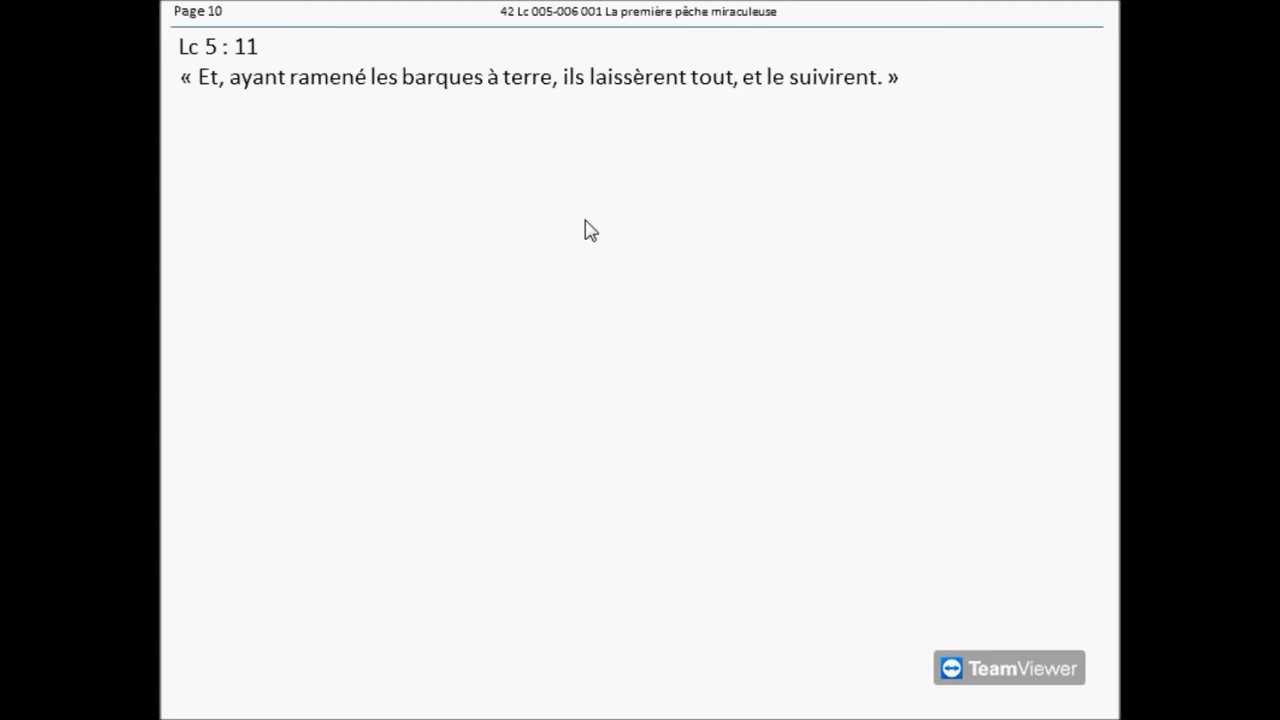 Page 10
42 Lc 005-006 001 La première pêche miraculeuse
Lc 5 : 11
« Et, ayant ramené les barques à terre, ils laissèrent tout, et le suivirent. »
TeamViewer